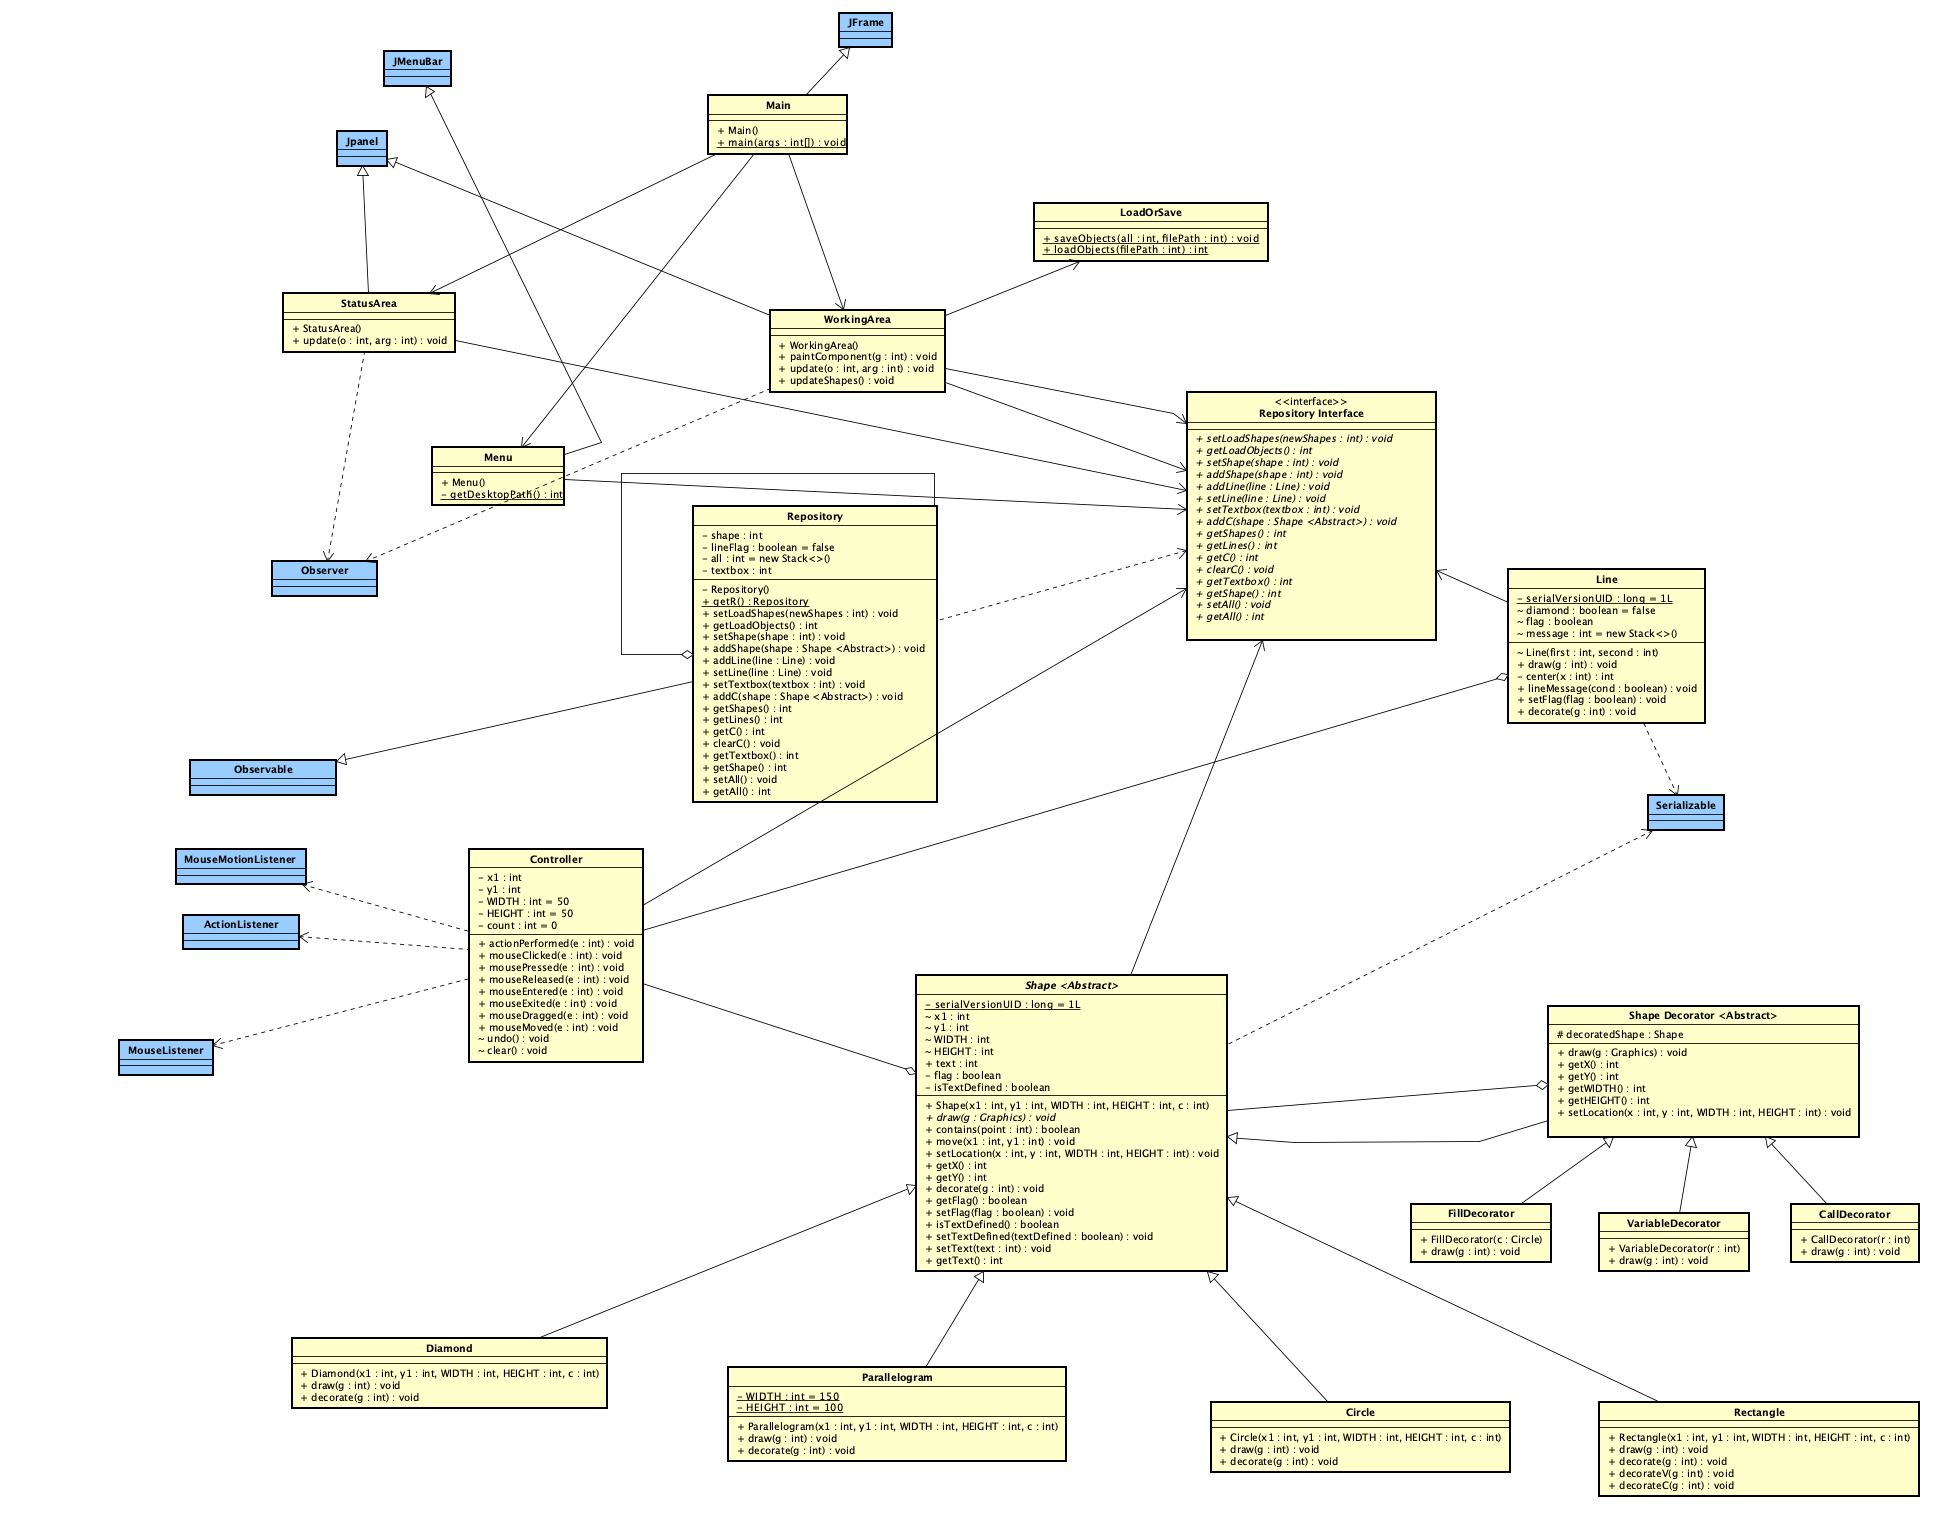 JFrame
JMenuBar
Main
+ Main()
+ main(args : int[]) : void
Jpanel
LoadOrSave
+ saveObjects(all : int, filePath : int) : void
+ loadObjects(filePath : int) : int
StatusArea
+ StatusArea()
+ update(o : int, arg : int) : void
WorkingArea
+ WorkingArea()
+ paintComponent(g : int) : void
+ update(o : int, arg : int) : void
+ updateShapes() : void
<<interface>>
Repository Interface
+ setLoadShapes(newShapes : int) : void
+ getLoadObjects() : int
+ setShape(shape : int) : void
+ addShape(shape : int) : void
+ addLine(line : Line) : void
+ setLine(line : Line) : void
+ setTextbox(textbox : int) : void
+ addC(shape : Shape <Abstract>) : void
+ getShapes() : int
+ getLines() : int
+ getC() : int
+ clearC() : void
+ getTextbox() : int
+ getShape() : int
+ setAll() : void
+ getAll() : int
Menu
+ Menu()
- getDesktopPath() : int
Repository
- shape : int
- lineFlag : boolean = false
- all : int = new Stack<>()
- textbox : int
- Repository()
+ getR() : Repository
+ setLoadShapes(newShapes : int) : void
+ getLoadObjects() : int
+ setShape(shape : int) : void
+ addShape(shape : Shape <Abstract>) : void
+ addLine(line : Line) : void
+ setLine(line : Line) : void
+ setTextbox(textbox : int) : void
+ addC(shape : Shape <Abstract>) : void
+ getShapes() : int
+ getLines() : int
+ getC() : int
+ clearC() : void
+ getTextbox() : int
+ getShape() : int
+ setAll() : void
+ getAll() : int
Observer
Line
- serialVersionUID : long = 1L
~ diamond : boolean = false
~ flag : boolean
~ message : int = new Stack<>()
~ Line(first : int, second : int)
+ draw(g : int) : void
- center(x : int) : int
+ lineMessage(cond : boolean) : void
+ setFlag(flag : boolean) : void
+ decorate(g : int) : void
Observable
Serializable
MouseMotionListener
ActionListener
MouseListener
Controller
- x1 : int
- y1 : int
- WIDTH : int = 50
- HEIGHT : int = 50
- count : int = 0
+ actionPerformed(e : int) : void
+ mouseClicked(e : int) : void
+ mousePressed(e : int) : void
+ mouseReleased(e : int) : void
+ mouseEntered(e : int) : void
+ mouseExited(e : int) : void
+ mouseDragged(e : int) : void
+ mouseMoved(e : int) : void
~ undo() : void
~ clear() : void
Shape <Abstract>
- serialVersionUID : long = 1L
~ x1 : int
~ y1 : int
~ WIDTH : int
~ HEIGHT : int
+ text : int
- flag : boolean
- isTextDefined : boolean
+ Shape(x1 : int, y1 : int, WIDTH : int, HEIGHT : int, c : int)
+ draw(g : Graphics) : void
+ contains(point : int) : boolean
+ move(x1 : int, y1 : int) : void
+ setLocation(x : int, y : int, WIDTH : int, HEIGHT : int) : void
+ getX() : int
+ getY() : int
+ decorate(g : int) : void
+ getFlag() : boolean
+ setFlag(flag : boolean) : void
+ isTextDefined() : boolean
+ setTextDefined(textDefined : boolean) : void
+ setText(text : int) : void
+ getText() : int
Shape Decorator <Abstract>
# decoratedShape : Shape
+ draw(g : Graphics) : void
+ getX() : int
+ getY() : int
+ getWIDTH() : int
+ getHEIGHT() : int
+ setLocation(x : int, y : int, WIDTH : int, HEIGHT : int) : void
FillDecorator
+ FillDecorator(c : Circle)
+ draw(g : int) : void
VariableDecorator
+ VariableDecorator(r : int)
+ draw(g : int) : void
CallDecorator
+ CallDecorator(r : int)
+ draw(g : int) : void
Diamond
+ Diamond(x1 : int, y1 : int, WIDTH : int, HEIGHT : int, c : int)
+ draw(g : int) : void
+ decorate(g : int) : void
Parallelogram
- WIDTH : int = 150
- HEIGHT : int = 100
+ Parallelogram(x1 : int, y1 : int, WIDTH : int, HEIGHT : int, c : int)
+ draw(g : int) : void
+ decorate(g : int) : void
Circle
+ Circle(x1 : int, y1 : int, WIDTH : int, HEIGHT : int, c : int)
+ draw(g : int) : void
+ decorate(g : int) : void
Rectangle
+ Rectangle(x1 : int, y1 : int, WIDTH : int, HEIGHT : int, c : int)
+ draw(g : int) : void
+ decorate(g : int) : void
+ decorateV(g : int) : void
+ decorateC(g : int) : void